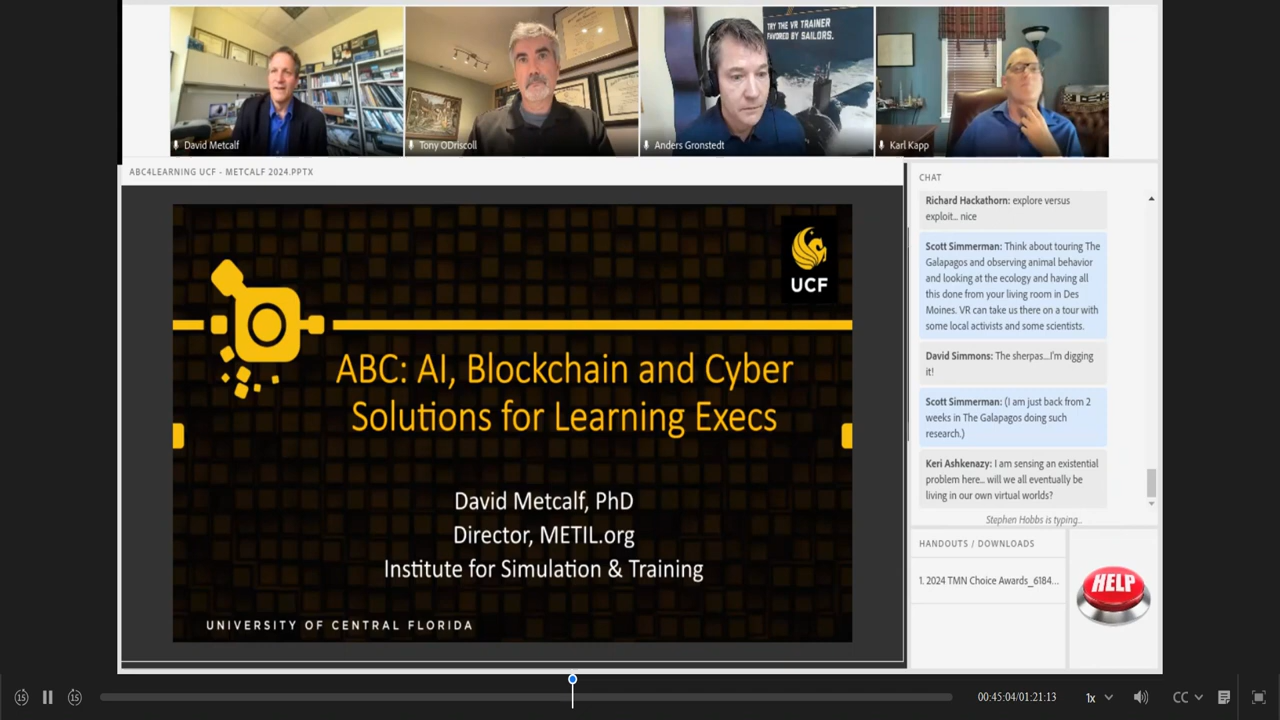 TRY THE VR TRAINER
FAVORED BY SAILORS.
David Metcalf
Tony ODriscoll
Anders Gronstedt
Karl Kapp
ABC4LEARNING UCF - METCALF 2024.PPTX
UCF
ABC: AI, Blockchain and Cyber
Solutions for Learning Execs
David Metcalf, PhD
Director, METIL.org
Institute for Simulation & Training
UNIVERSITY OF CENTRAL FLORIDA
CHAT
Richard Hackathorn: explore versus
exploit... nice
Scott Simmerman: Think about touring The
Galapagos and observing animal behavior
and looking at the ecology and having all
this done from your living room in Des
Moines. VR can take us there on a tour with
some local activists and some scientists.
David Simmons: The sherpas...I'm digging
it!
Scott Simmerman: (I am just back from 2
weeks in The Galapagos doing such
research.)
Keri Ashkenazy: I am sensing an existential
problem here... will we all eventually be
living in our own virtual worlds?
Stephen Hobbs is typing...
HANDOUTS / DOWNLOADS
1. 2024 TMN Choice Awards_6184...
HELP
15
15
00:45:04/01:21:13
1x
CC